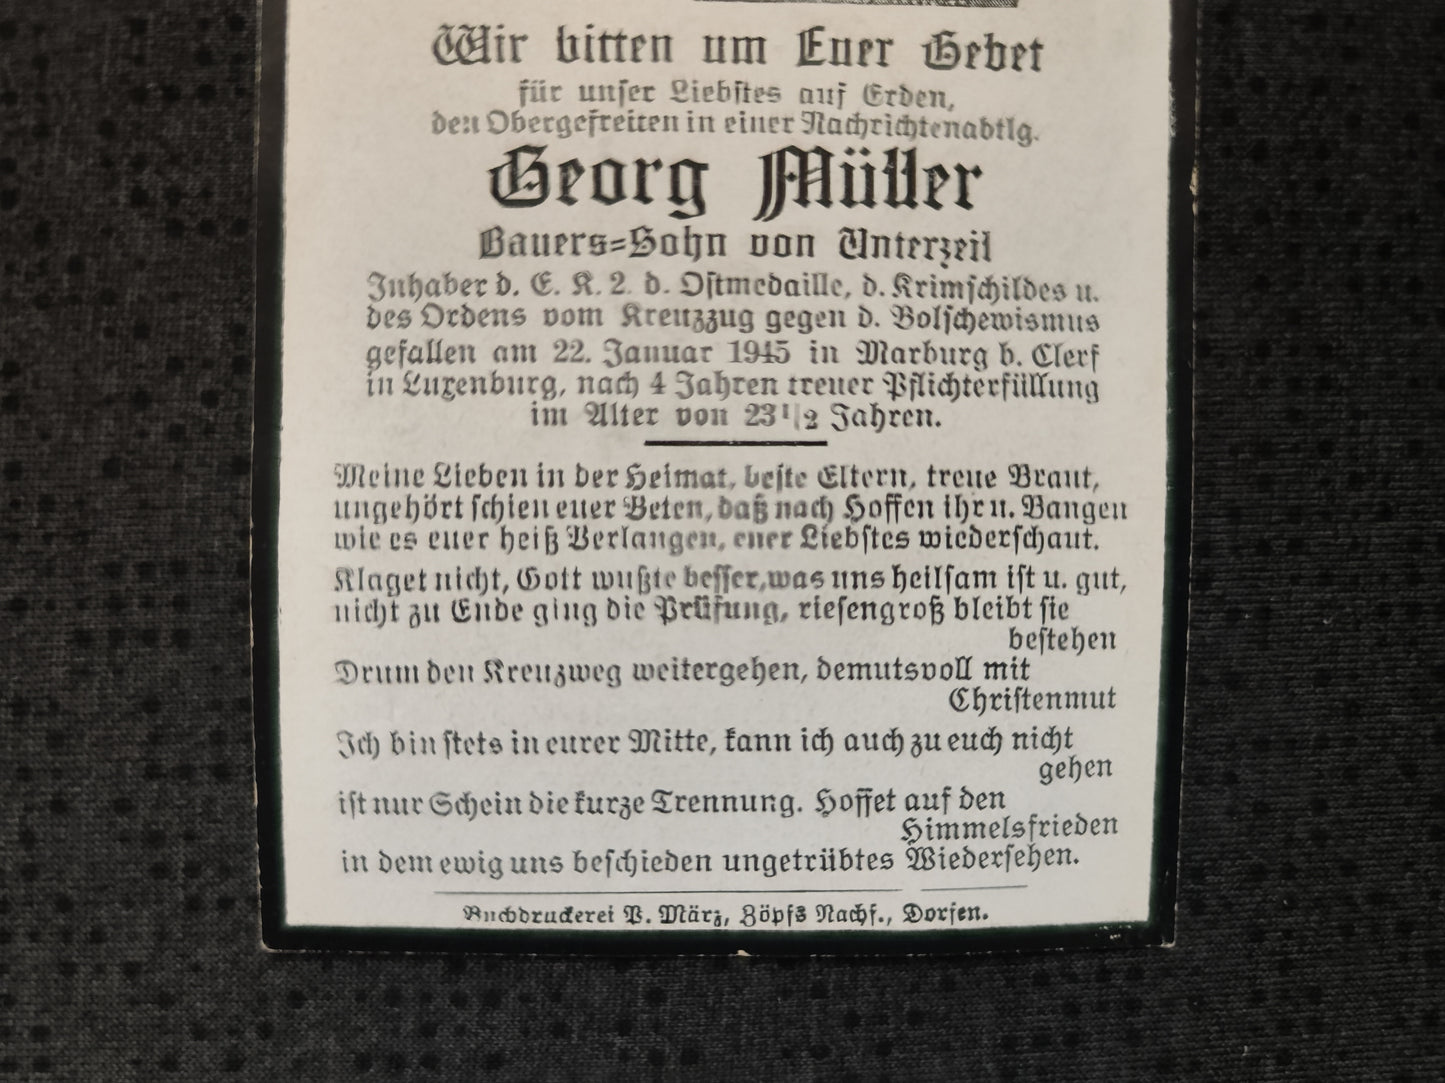 Wir bitten um Euer Gebet
für unser Liebstes auf Erden,
den Obergefreiten in einer Nachrichtenabtlg.
Georg Müller
Bauers=Sohn von Unterzeil
Inhaber d. E. K. 2 d. Ostmedaille, d. Krimschildes u.
des Ordens vom Kreuzzug gegen d. Bolschewismus
gefallen am 22. Januar 1945 in Marburg b. Clerf
in Luxenburg, nach 4 Jahren treuer Pflichterfüllung
im Alter von 23 1/2 Jahren.
Meine Lieben in der Heimat, beste Eltern, treue Braut,
ungehört schien euer Beten, daß nach Hoffen ihr u. Bangen
wie es euer heiß Verlangen, euer Liebstes wiederschaut.
Klaget nicht, Gott wußte besser, was uns heilsam ist u. gut,
nicht zu Ende ging die Prüfung, riesengroß bleibt sie
bestehen
Drum den Kreuzweg weitergehen, demutsvoll mit
Christenmut
Ich bin stets in eurer Mitte, kann ich auch zu euch nicht
gehen
ist nur Schein die kurze Trennung. Hoffet auf den
Himmelsfrieden
in dem ewig uns beschieden ungetrübtes Wiedersehen.
Buchdruckerei P. März, Zöpfs Nachf., Dorfen.